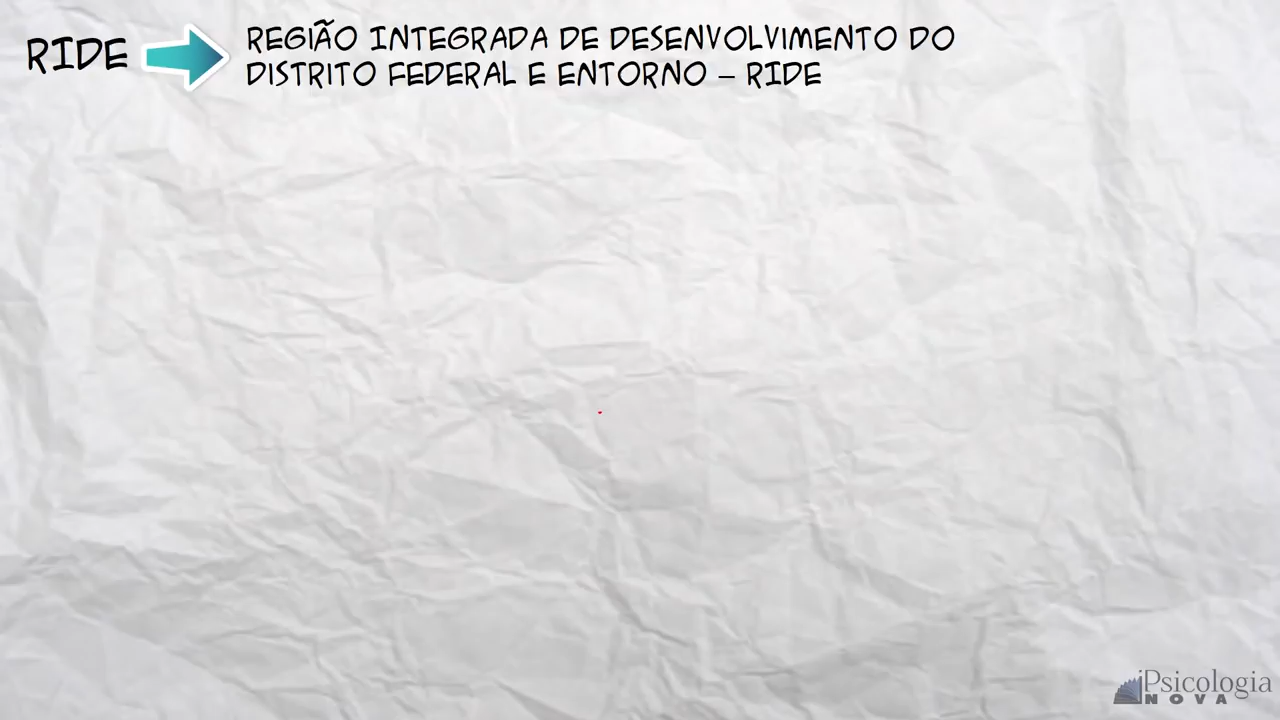 RIDE
REGIÃO INTEGRADA DE DESENVOLVIMENTO DO
DISTRITO FEDERAL E ENTORNO – RIDE
Psicologia
NOVA